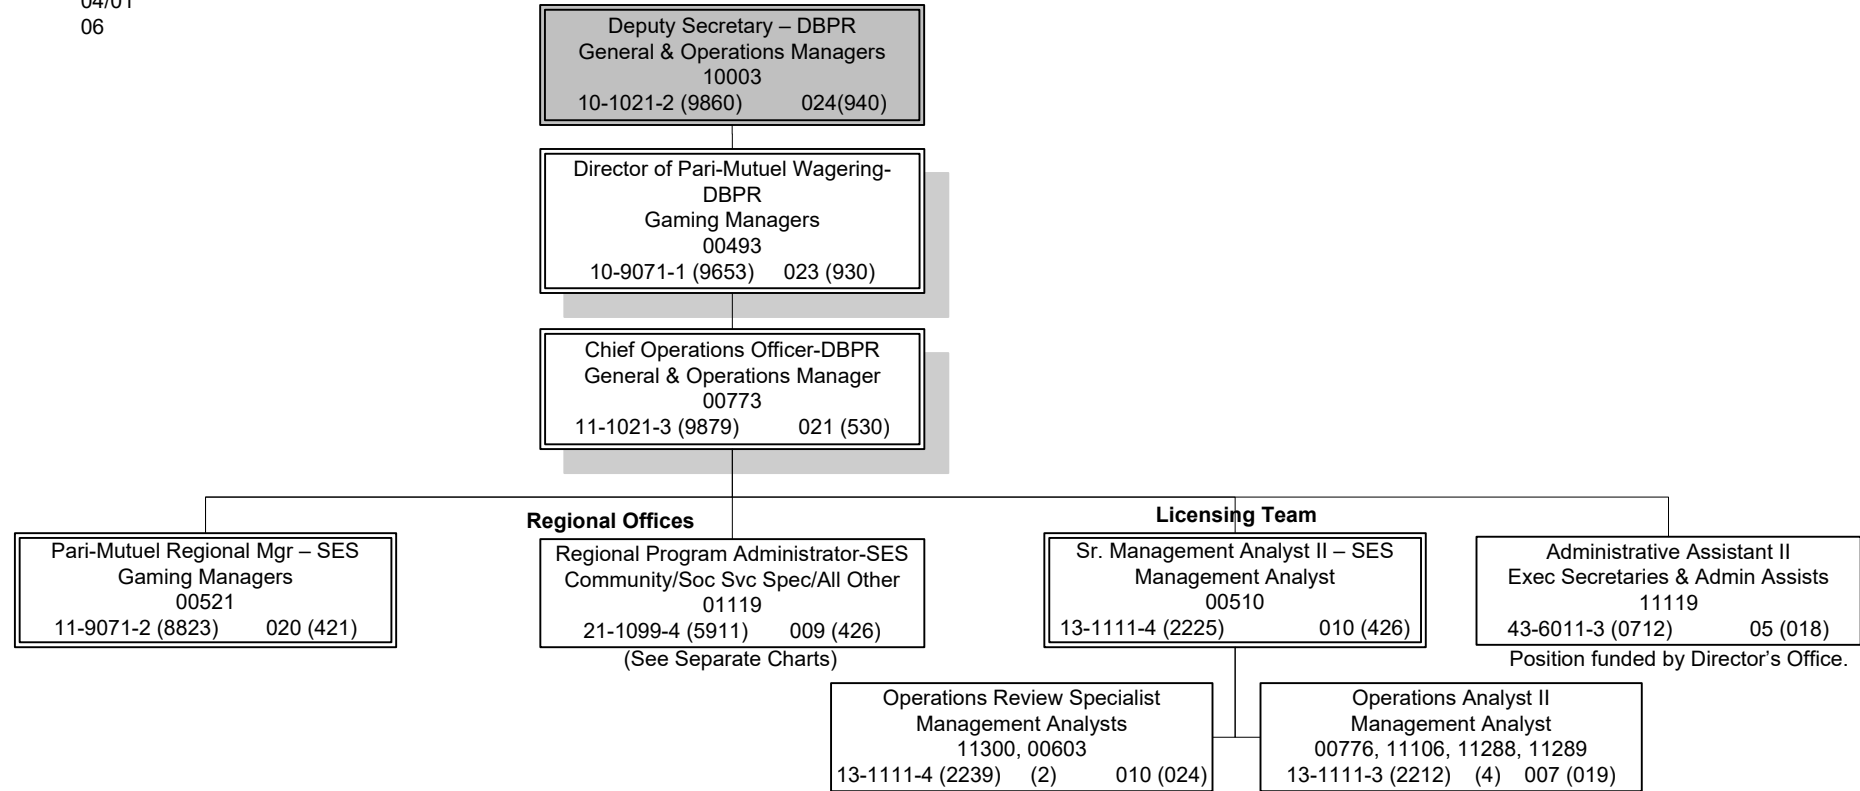 04/01
06
Deputy Secretary – DBPR
General & Operations Managers
10003
10-1021-2 (9860) 024(940)
Director of Pari-Mutuel Wagering-
DBPR
Gaming Managers
00493
10-9071-1 (9653) 023 (930)
Chief Operations Officer-DBPR
General & Operations Manager
00773
11-1021-3 (9879) 021 (530)
Pari-Mutuel Regional Mgr – SES
Gaming Managers
00521
11-9071-2 (8823) 020 (421)
Regional Offices
Regional Program Administrator-SES
Community/Soc Svc Spec/All Other
01119
21-1099-4 (5911) 009 (426)
(See Separate Charts)
Licensing Team
Sr. Management Analyst II – SES
Management Analyst
00510
13-1111-4 (2225) 010 (426)
Administrative Assistant II
Exec Secretaries & Admin Assists
11119
43-6011-3 (0712) 05 (018)
Position funded by Director’s Office.
Operations Review Specialist
Management Analysts
11300, 00603
13-1111-4 (2239) (2) 010 (024)
Operations Analyst II
Management Analyst
00776, 11106, 11288, 11289
13-1111-3 (2212) (4) 007 (019)